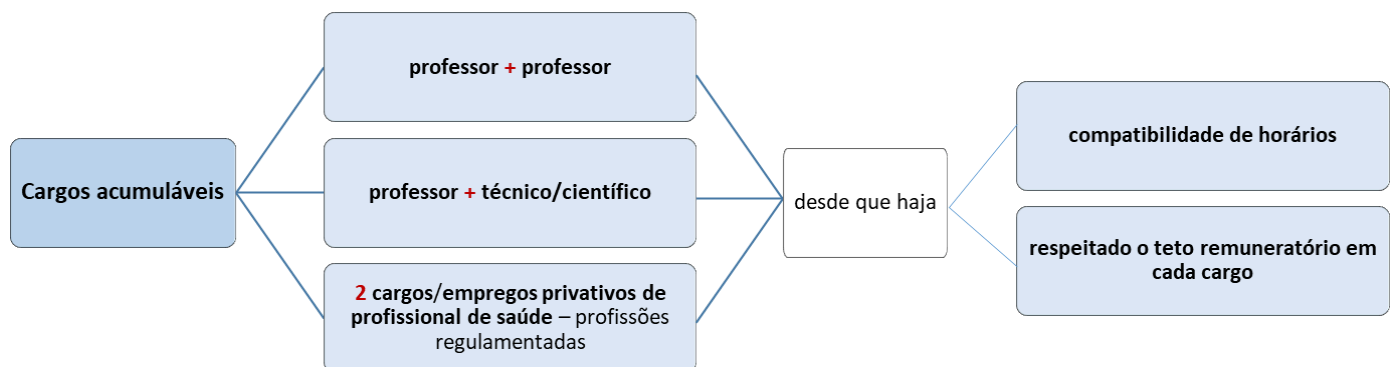 Cargos acumuláveis
professor + professor
professor + técnico/científico
2 cargos/empregos privativos de
profissional de saúde – profissões
regulamentadas
desde que haja
compatibilidade de horários
respeitado o teto remuneratório em
cada cargo